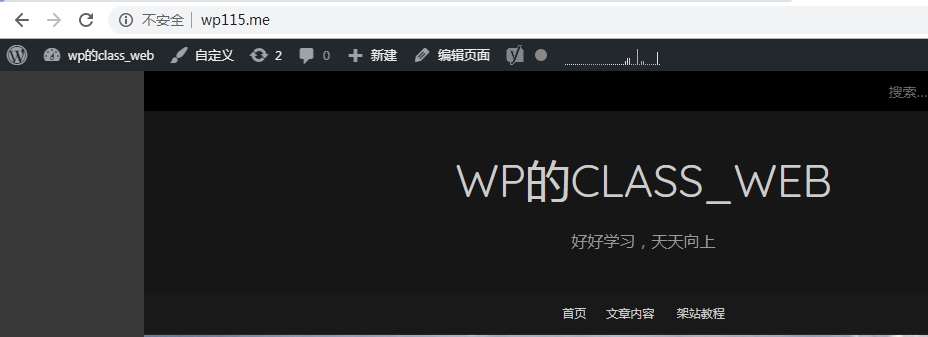 不安全 wp115.me
wp的class_web 自定义 2 0 新建 编辑页面
搜索...
WP的CLASS_WEB
好好学习，天天向上
首页 文章内容 架站教程